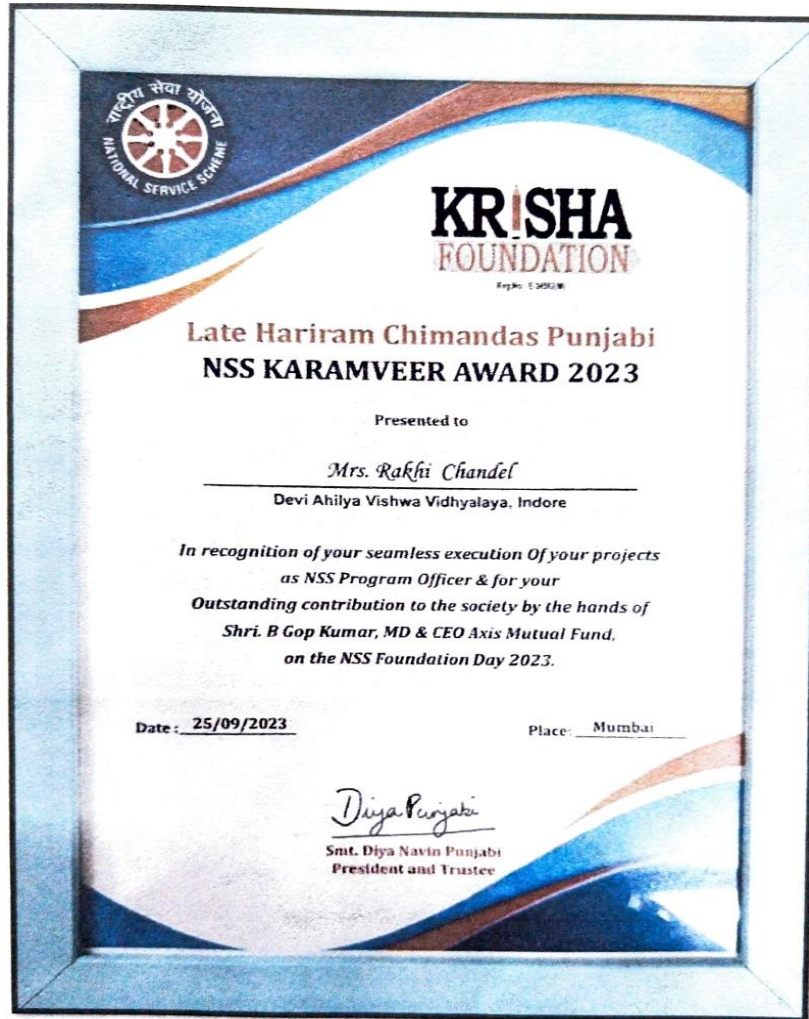 राष्ट्रीय सेवा योजना
NATIONAL SERVICE SCHEME
KRISHA
FOUNDATION
Reg.No.
Late Hariram Chimandas Punjabi
NSS KARAMVEER AWARD 2023
Presented to
Mrs. Rakhi Chandel
Devi Ahilya Vishwa Vidhyalaya, Indore
In recognition of your seamless execution Of your projects
as NSS Program Officer & for your
Outstanding contribution to the society by the hands of
Shri. B Gop Kumar, MD & CEO Axis Mutual Fund,
on the NSS Foundation Day 2023.
Date : 25/09/2023 Place: Mumbai
Diya Punjabi
Smt. Diya Navin Punjabi
President and Trustee